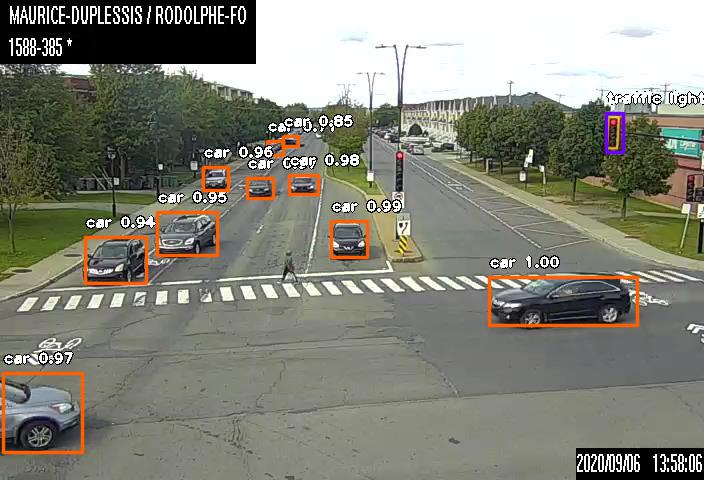 MAURICE-DUPLESSIS / RODOLPHE-FO
1588-385 *
traffic light
car 0.85
car 0.96
car 0.98
car 0.95
car 0.99
car 0.94
car 1.00
car 0.97
2020/09/06 13:58:06